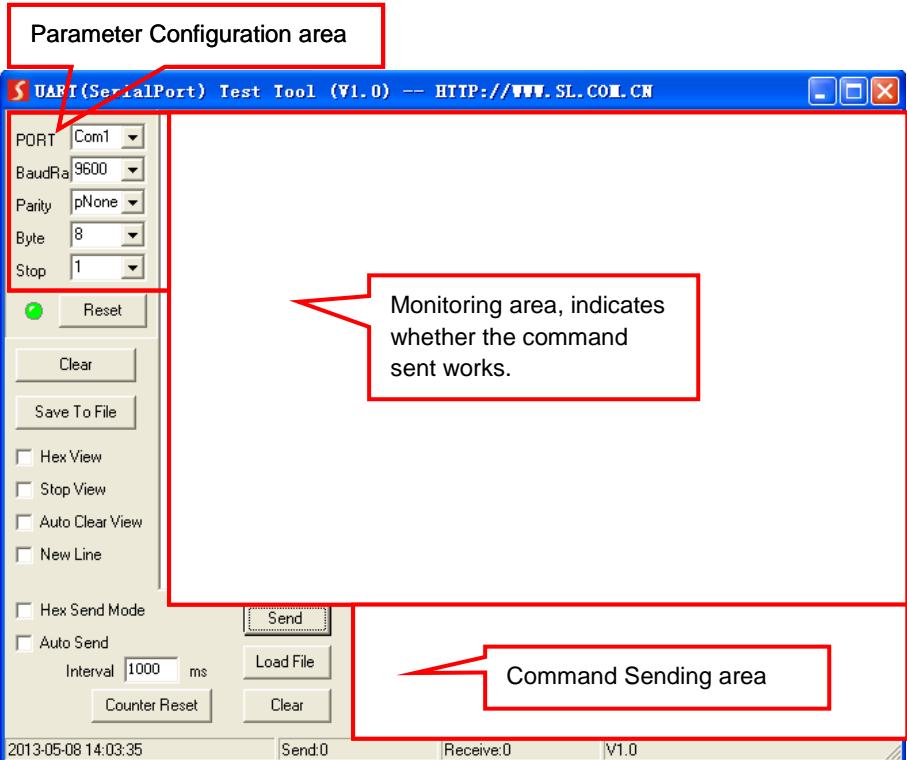 Parameter Configuration area
UART(SerialPort) Test Tool (V1.0) -- HTTP://WWW.SL.COM.CN
PORT Com1
BaudRa 9600
Parity pNone
Byte 8
Stop 1
Reset
Monitoring area, indicates
whether the command
sent works.
Clear
Save To File
Hex View
Stop View
Auto Clear View
New Line
Hex Send Mode
Send
Auto Send
Interval 1000 ms
Load File
Command Sending area
Counter Reset
Clear
2013-05-08 14:03:35 Send:0 Receive:0 V1.0